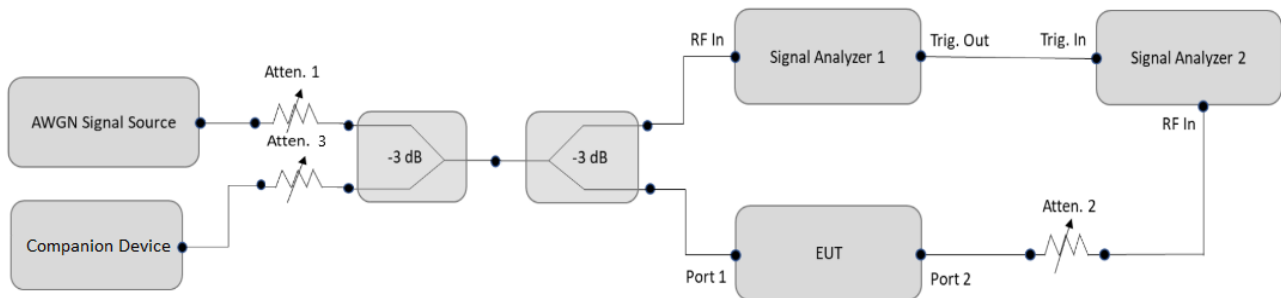 RF In
Signal Analyzer 1
Trig. Out
Trig. In
Signal Analyzer 2
Atten. 1
AWGN Signal Source
RF In
Atten. 3
-3 dB
-3 dB
Companion Device
Atten. 2
EUT
Port 1
Port 2